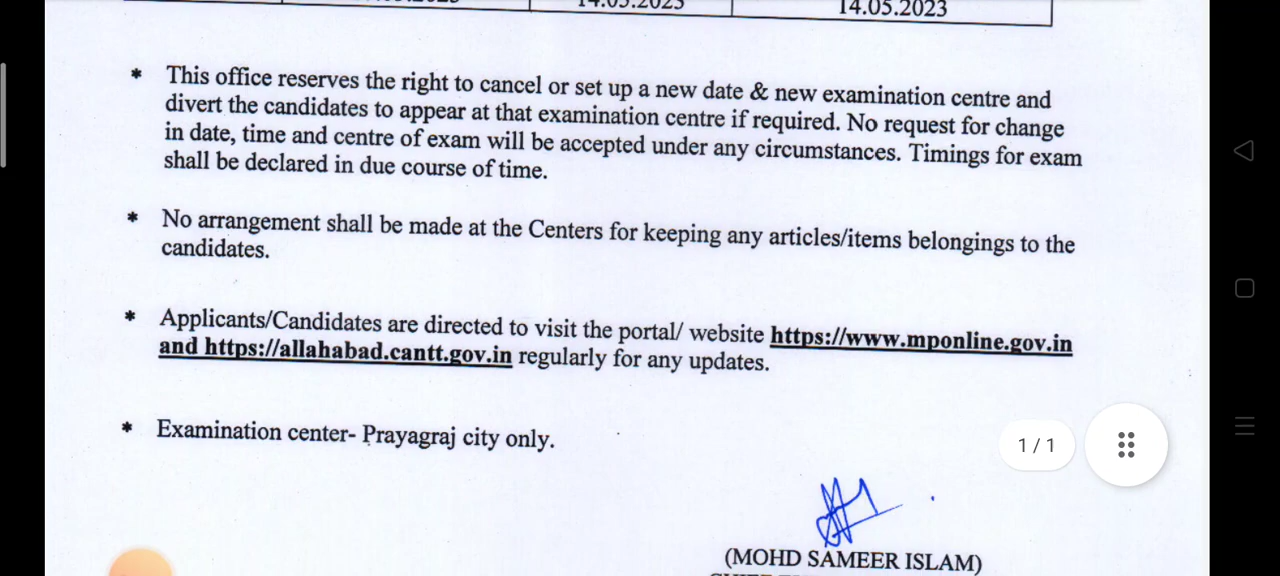 14.05.2023
14.05.2023
* This office reserves the right to cancel or set up a new date & new examination centre and
divert the candidates to appear at that examination centre if required. No request for change
in date, time and centre of exam will be accepted under any circumstances. Timings for exam
shall be declared in due course of time.
* No arrangement shall be made at the Centers for keeping any articles/items belongings to the
candidates.
* Applicants/Candidates are directed to visit the portal/ website https://www.mponline.gov.in
and https://allahabad.cantt.gov.in regularly for any updates.
* Examination center- Prayagraj city only.
1 / 1
(MOHD SAMEER ISLAM)